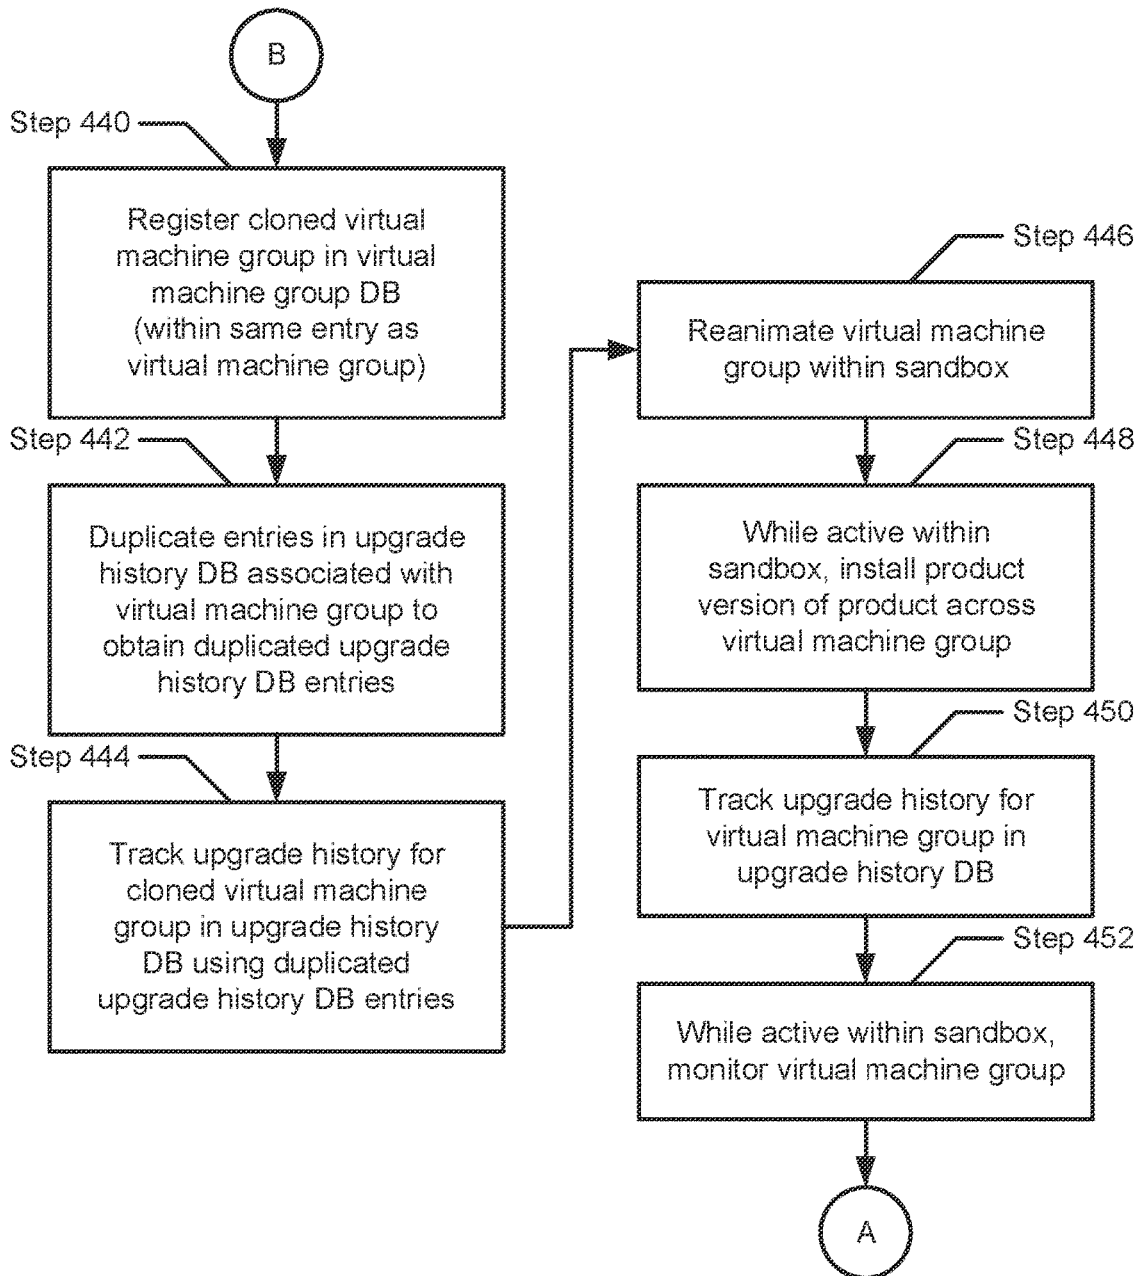 B
Step 440
Register cloned virtual
machine group in virtual
machine group DB
(within same entry as
virtual machine group)
Step 442
Duplicate entries in upgrade
history DB associated with
virtual machine group to
obtain duplicated upgrade
history DB entries
Step 444
Track upgrade history for
cloned virtual machine
group in upgrade history
DB using duplicated
upgrade history DB entries
Step 446
Reanimate virtual machine
group within sandbox
Step 448
While active within
sandbox, install product
version of product across
virtual machine group
Step 450
Track upgrade history for
virtual machine group in
upgrade history DB
Step 452
While active within sandbox,
monitor virtual machine group
A